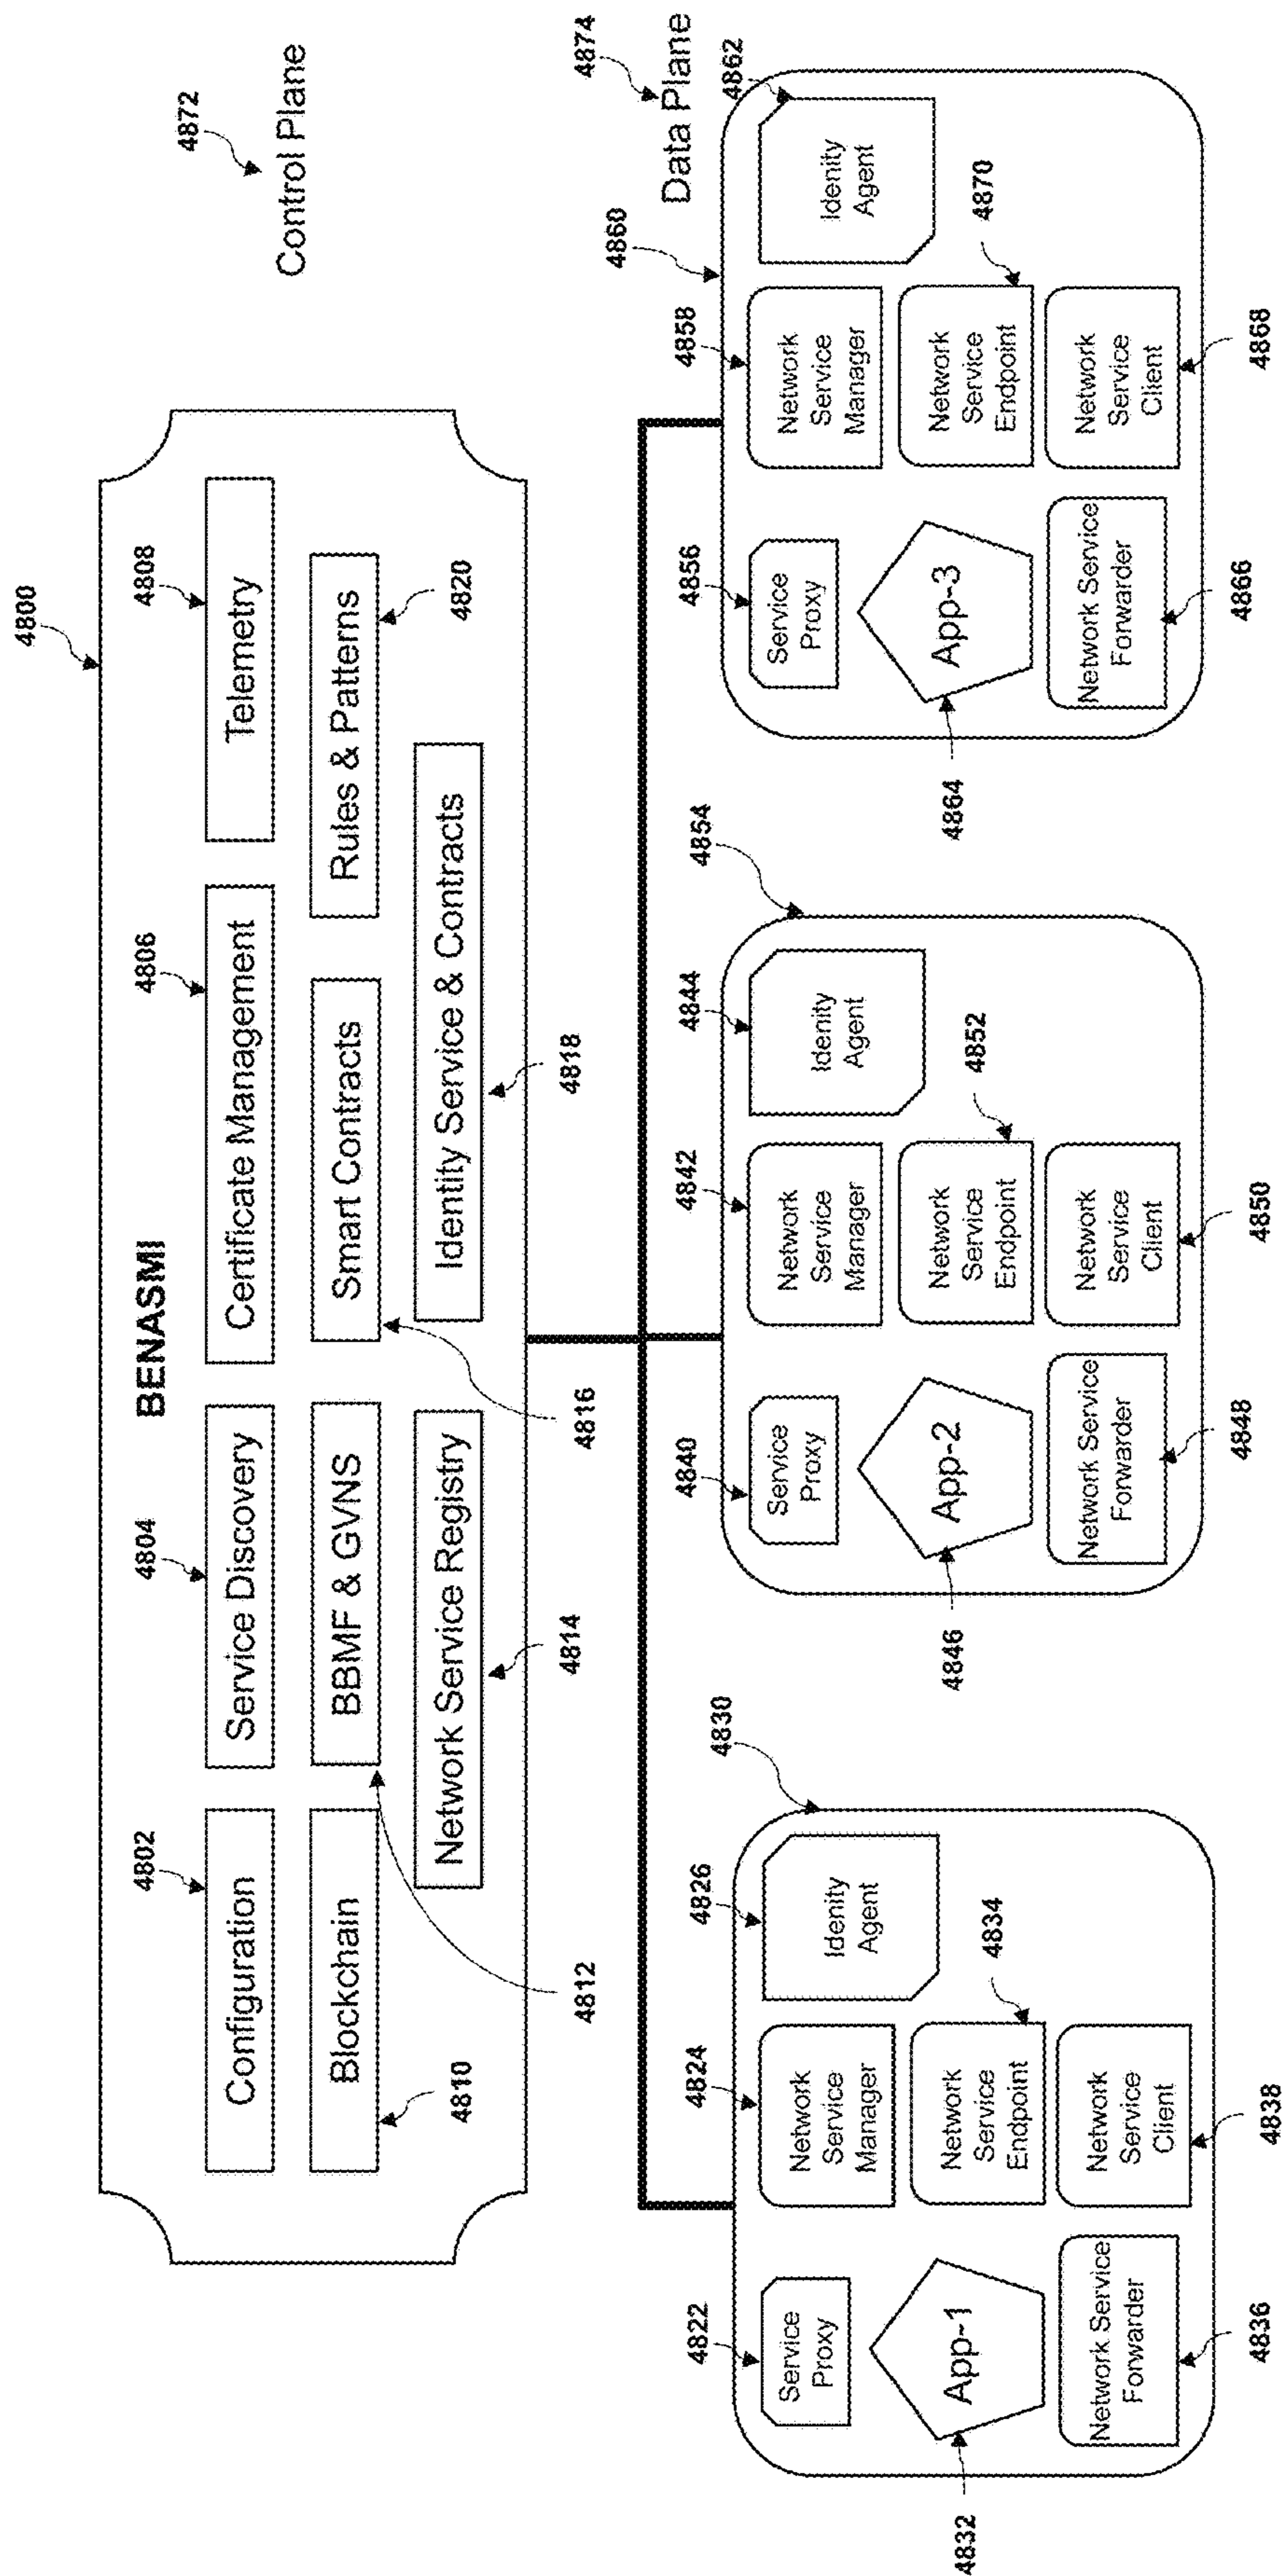 4872
Control Plane
4800
BENASMI
4802
4804
4806
4808
Configuration
Service Discovery
Certificate Management
Telemetry
Blockchain
BBMF & GVNS
Smart Contracts
Rules & Patterns
4810
4820
Network Service Registry
Identity Service & Contracts
4812
4814
4816
4818
4874
Data Plane
4830
4822
4824
4826
Service
Proxy
Network
Service
Manager
Idenity
Agent
4834
App-1
Network
Service
Endpoint
4832
Network Service
Forwarder
Network
Service
Client
4836
4838
4854
4840
4842
4844
Service
Proxy
Network
Service
Manager
Idenity
Agent
4852
App-2
Network
Service
Endpoint
4846
Network Service
Forwarder
Network
Service
Client
4848
4850
4860
4856
4858
4862
Service
Proxy
Network
Service
Manager
Idenity
Agent
4870
App-3
Network
Service
Endpoint
4864
Network Service
Forwarder
Network
Service
Client
4866
4868